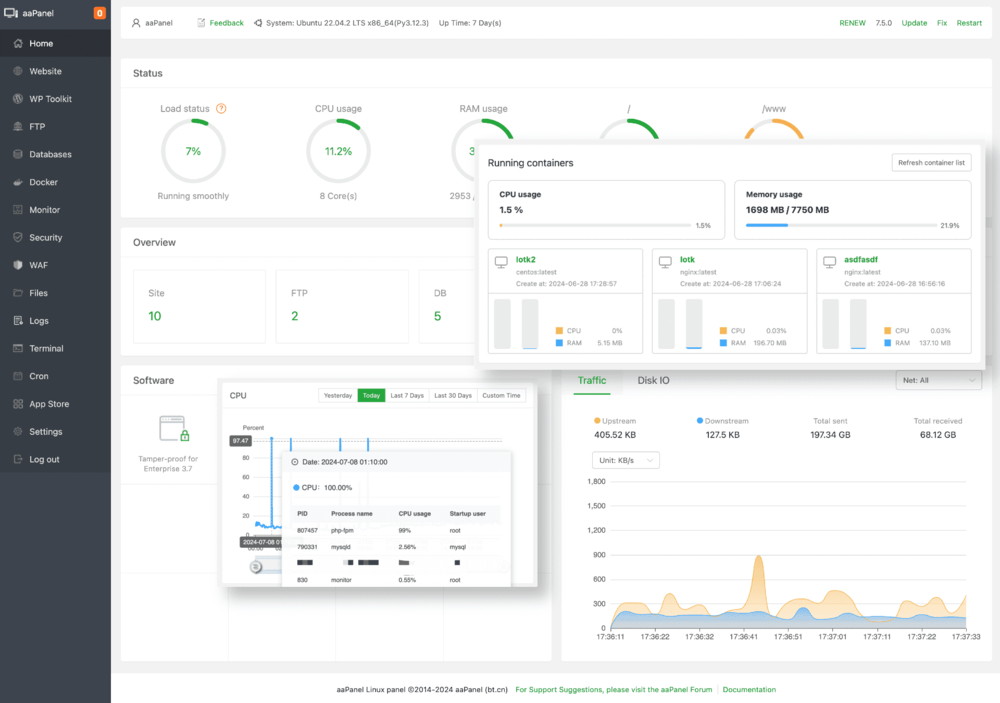 aaPanel
0
Home
Website
WP Toolkit
FTP
Databases
Docker
Monitor
Security
WAF
Files
Logs
Terminal
Cron
App Store
Settings
Log out
aaPanel Feedback System: Ubuntu 22.04.2 LTS x86_64(Py3.12.3) Up Time: 7 Day(s) RENEW 7.5.0 Update Fix Restart
Status
Load status ? CPU usage RAM usage / /www
7% 11.2% 3
Running smoothly 8 Core(s) 2953 /
Overview
Site FTP DB
10 2 5
Running containers Refresh container list
CPU usage
1.5 %
1.5%
Memory usage
1698 MB / 7750 MB
21.9%
lotk2
centos:latest
Create at: 2024-06-28 17:28:57
CPU 0%
RAM 5.15 MB
lotk
nginx:latest
Create at: 2024-06-28 17:06:24
CPU 0.03%
RAM 196.70 MB
asdfasdf
nginx:latest
Create at: 2024-06-28 16:56:16
CPU 0.03%
RAM 137.10 MB
Software
Tamper-proof for
Enterprise 3.7
CPU Yesterday Today Last 7 Days Last 30 Days Custom Time
Percent
97.47
80
60
40
20
0
2024-07-08 01
00:00
Date: 2024-07-08 01:10:00
CPU: 100.00%
PID Process name CPU usage Startup user
807457 php-fpm 99% root
790331 mysqld 2.56% mysql
830 monitor 0.55% root
Traffic Disk IO Net: All
Upstream Downstream Total sent Total received
405.52 KB 127.5 KB 197.34 GB 68.12 GB
Unit: KB/s
1,800
1,500
1,200
900
600
300
0
17:36:11 17:36:22 17:36:32 17:36:41 17:36:51 17:37:01 17:37:11 17:37:22 17:37:33
aaPanel Linux panel ©2014-2024 aaPanel (bt.cn) For Support Suggestions, please visit the aaPanel Forum Documentation